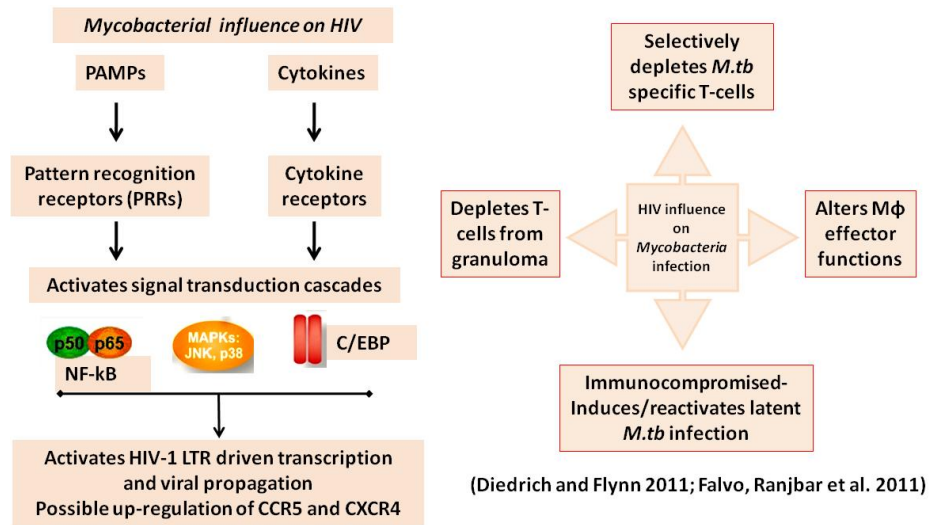 Mycobacterial influence on HIV
PAMPs
Cytokines
Pattern recognition
receptors (PRRs)
Cytokine
receptors
Activates signal transduction cascades
p50 p65
NF-kB
MAPKs:
JNK, p38
C/EBP
Activates HIV-1 LTR driven transcription
and viral propagation
Possible up-regulation of CCR5 and CXCR4
Selectively
depletes M.tb
specific T-cells
Depletes T-
cells from
granuloma
HIV influence
on
Mycobacteria
infection
Alters Mϕ
effector
functions
Immunocompromised-
Induces/reactivates latent
M.tb infection
(Diedrich and Flynn 2011; Falvo, Ranjbar et al. 2011)